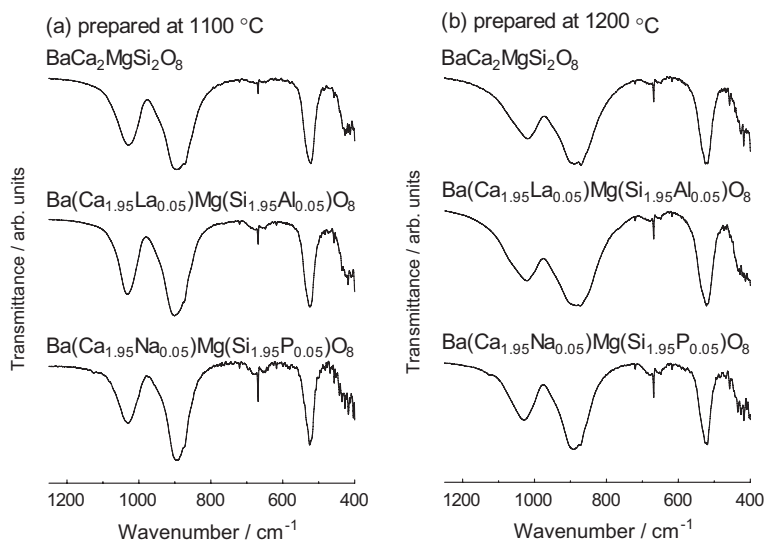 (a) prepared at 1100 °C
BaCa₂MgSi₂O₈
Ba(Ca₁.₉₅La₀.₀₅)Mg(Si₁.₉₅Al₀.₀₅)O₈
Ba(Ca₁.₉₅Na₀.₀₅)Mg(Si₁.₉₅P₀.₀₅)O₈
Transmittance / arb. units
1200 1000 800 600 400
Wavenumber / cm⁻¹
(b) prepared at 1200 °C
BaCa₂MgSi₂O₈
Ba(Ca₁.₉₅La₀.₀₅)Mg(Si₁.₉₅Al₀.₀₅)O₈
Ba(Ca₁.₉₅Na₀.₀₅)Mg(Si₁.₉₅P₀.₀₅)O₈
Transmittance / arb. units
1200 1000 800 600 400
Wavenumber / cm⁻¹